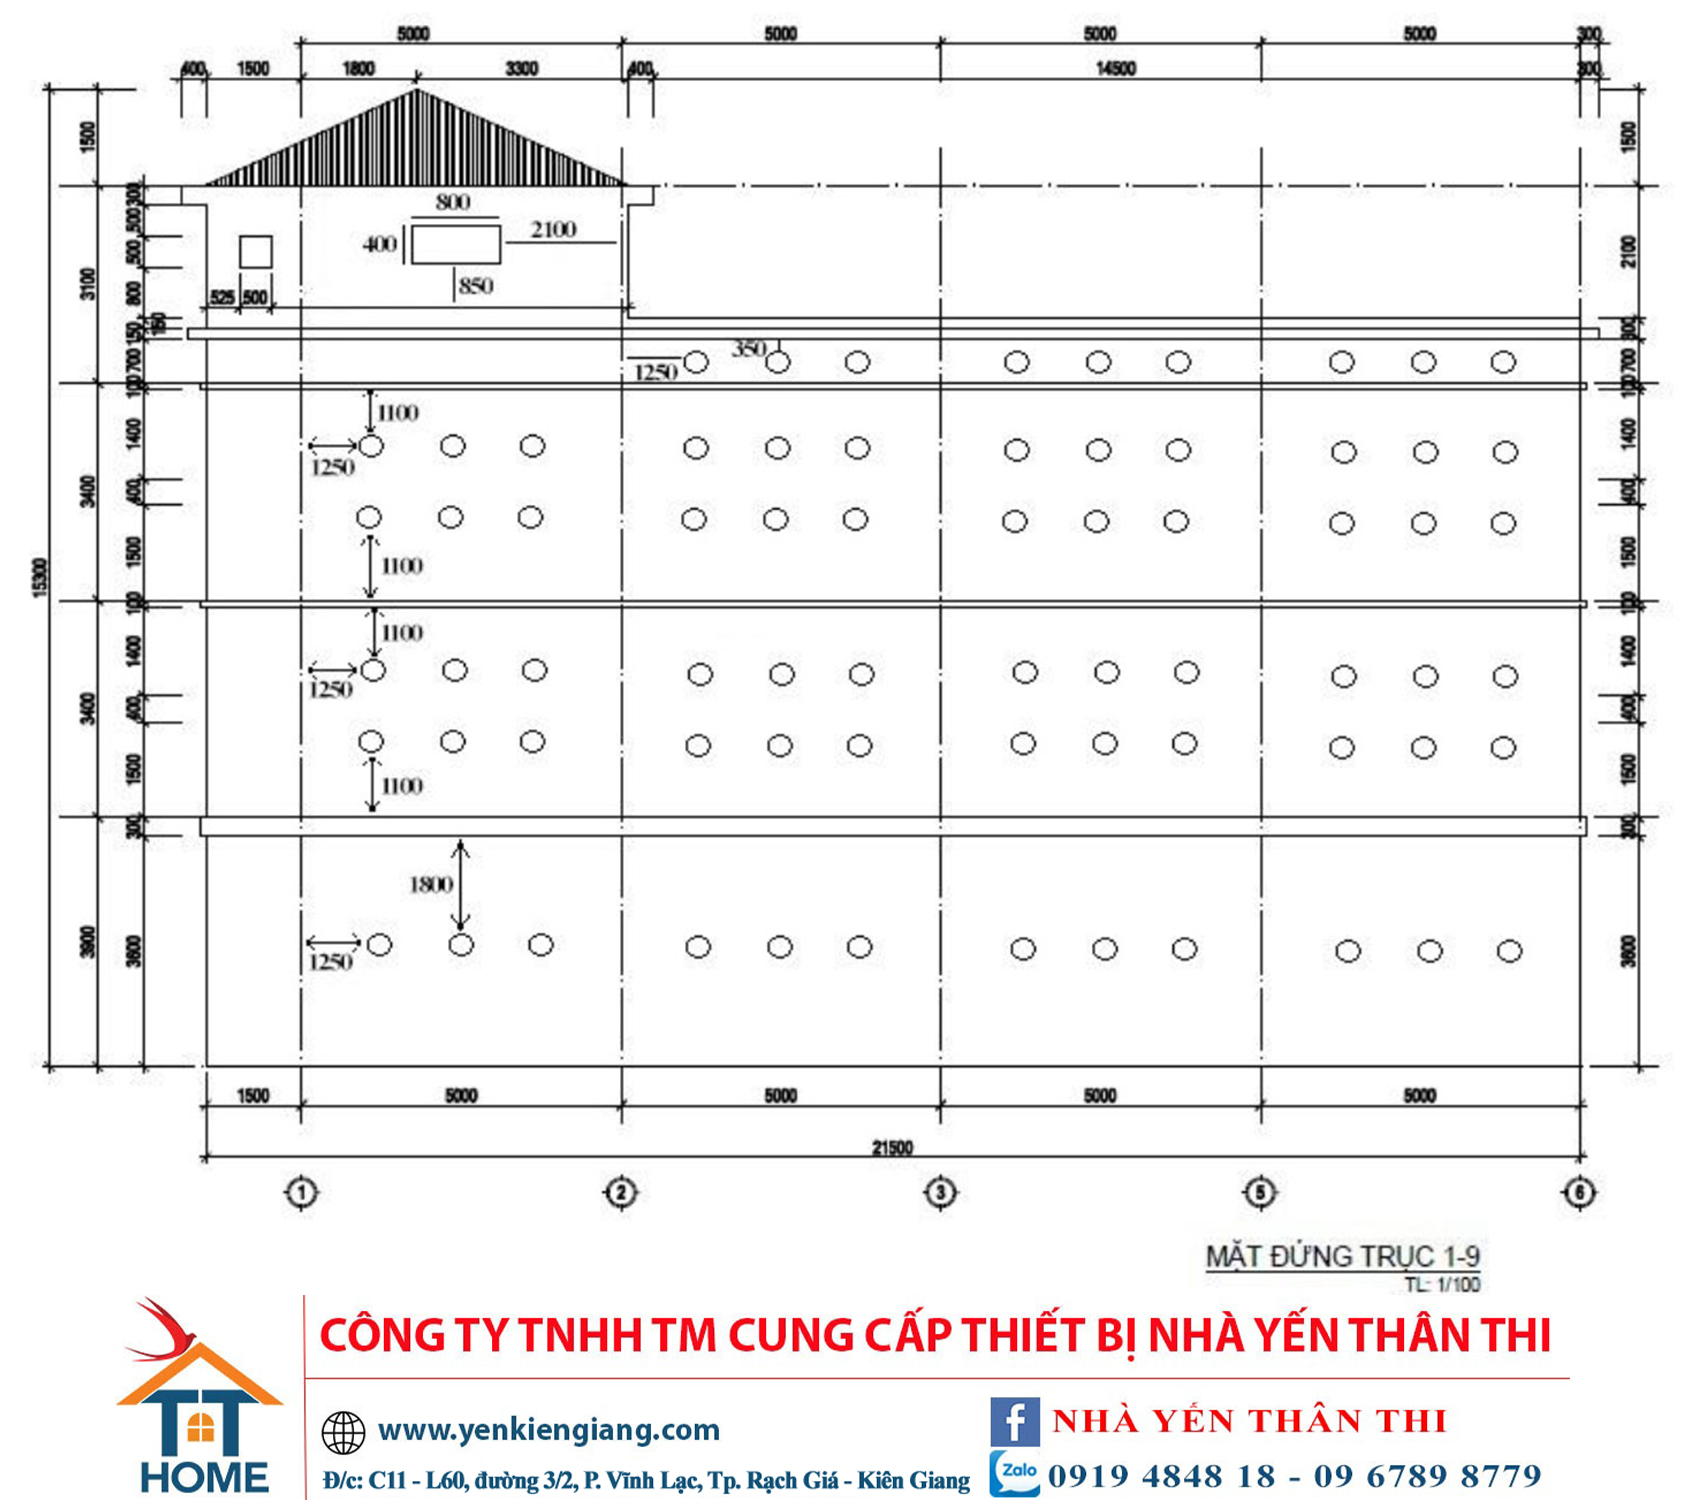 5000 5000 5000 5000 300
400 1500 1800 3300 400 14500 300
1500 1500
300
800
500
400 2100
500 2100
3100
850
800
525 500
150 150 300
350
700 1250 700
100 100
1100
1400 1400
1250
3400 400 400
1500 1100 1500
15300
100 100
1100
1400 1400
1250
3400 400 400
1500 1100 1500
300 300
1800
3900 3600 3600
1250
1500 5000 5000 5000 5000
21500
1 2 3 5 6
MẶT ĐỨNG TRỤC 1-9
TL: 1/100
CÔNG TY TNHH TM CUNG CẤP THIẾT BỊ NHÀ YẾN THÂN THI
TT
HOME
www.yenkiengiang.com
f NHÀ YẾN THÂN THI
Đ/c: C11 - L60, đường 3/2, P. Vĩnh Lạc, Tp. Rạch Giá - Kiên Giang
Zalo 0919 4848 18 - 09 6789 8779